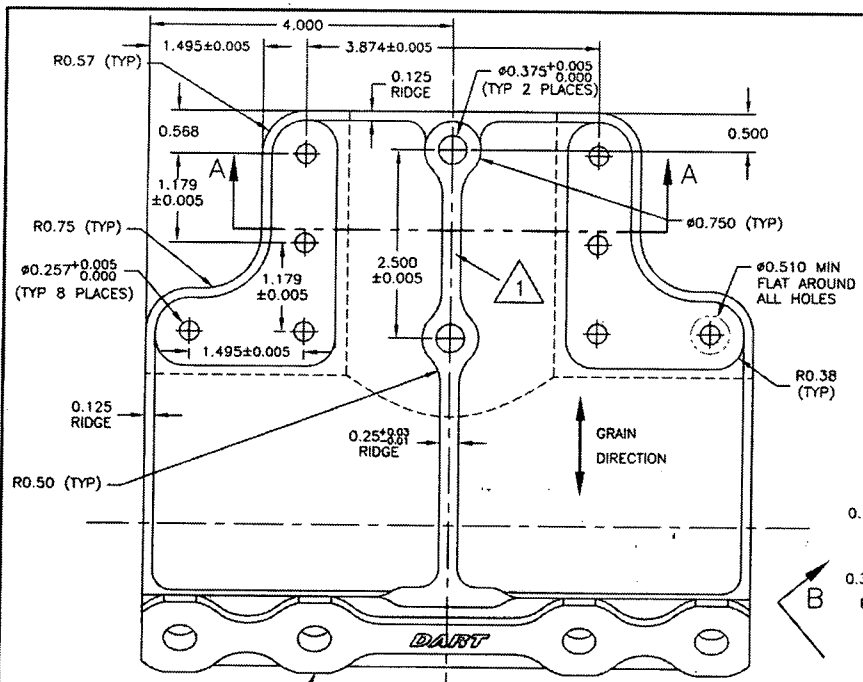 4.000
1.495±0.005
3.874±0.005
R0.57 (TYP)
0.125
RIDGE
ø0.375+0.005
0.000
(TYP 2 PLACES)
0.568
0.500
A
A
1.179
±0.005
R0.75 (TYP)
ø0.750 (TYP)
ø0.257+0.005
0.000
(TYP 8 PLACES)
1.179
±0.005
2.500
±0.005
1
ø0.510 MIN
FLAT AROUND
ALL HOLES
1.495±0.005
R0.38
(TYP)
0.125
RIDGE
0.25+0.03
-0.01
RIDGE
GRAIN
DIRECTION
R0.50 (TYP)
0.
0.3
B
DART